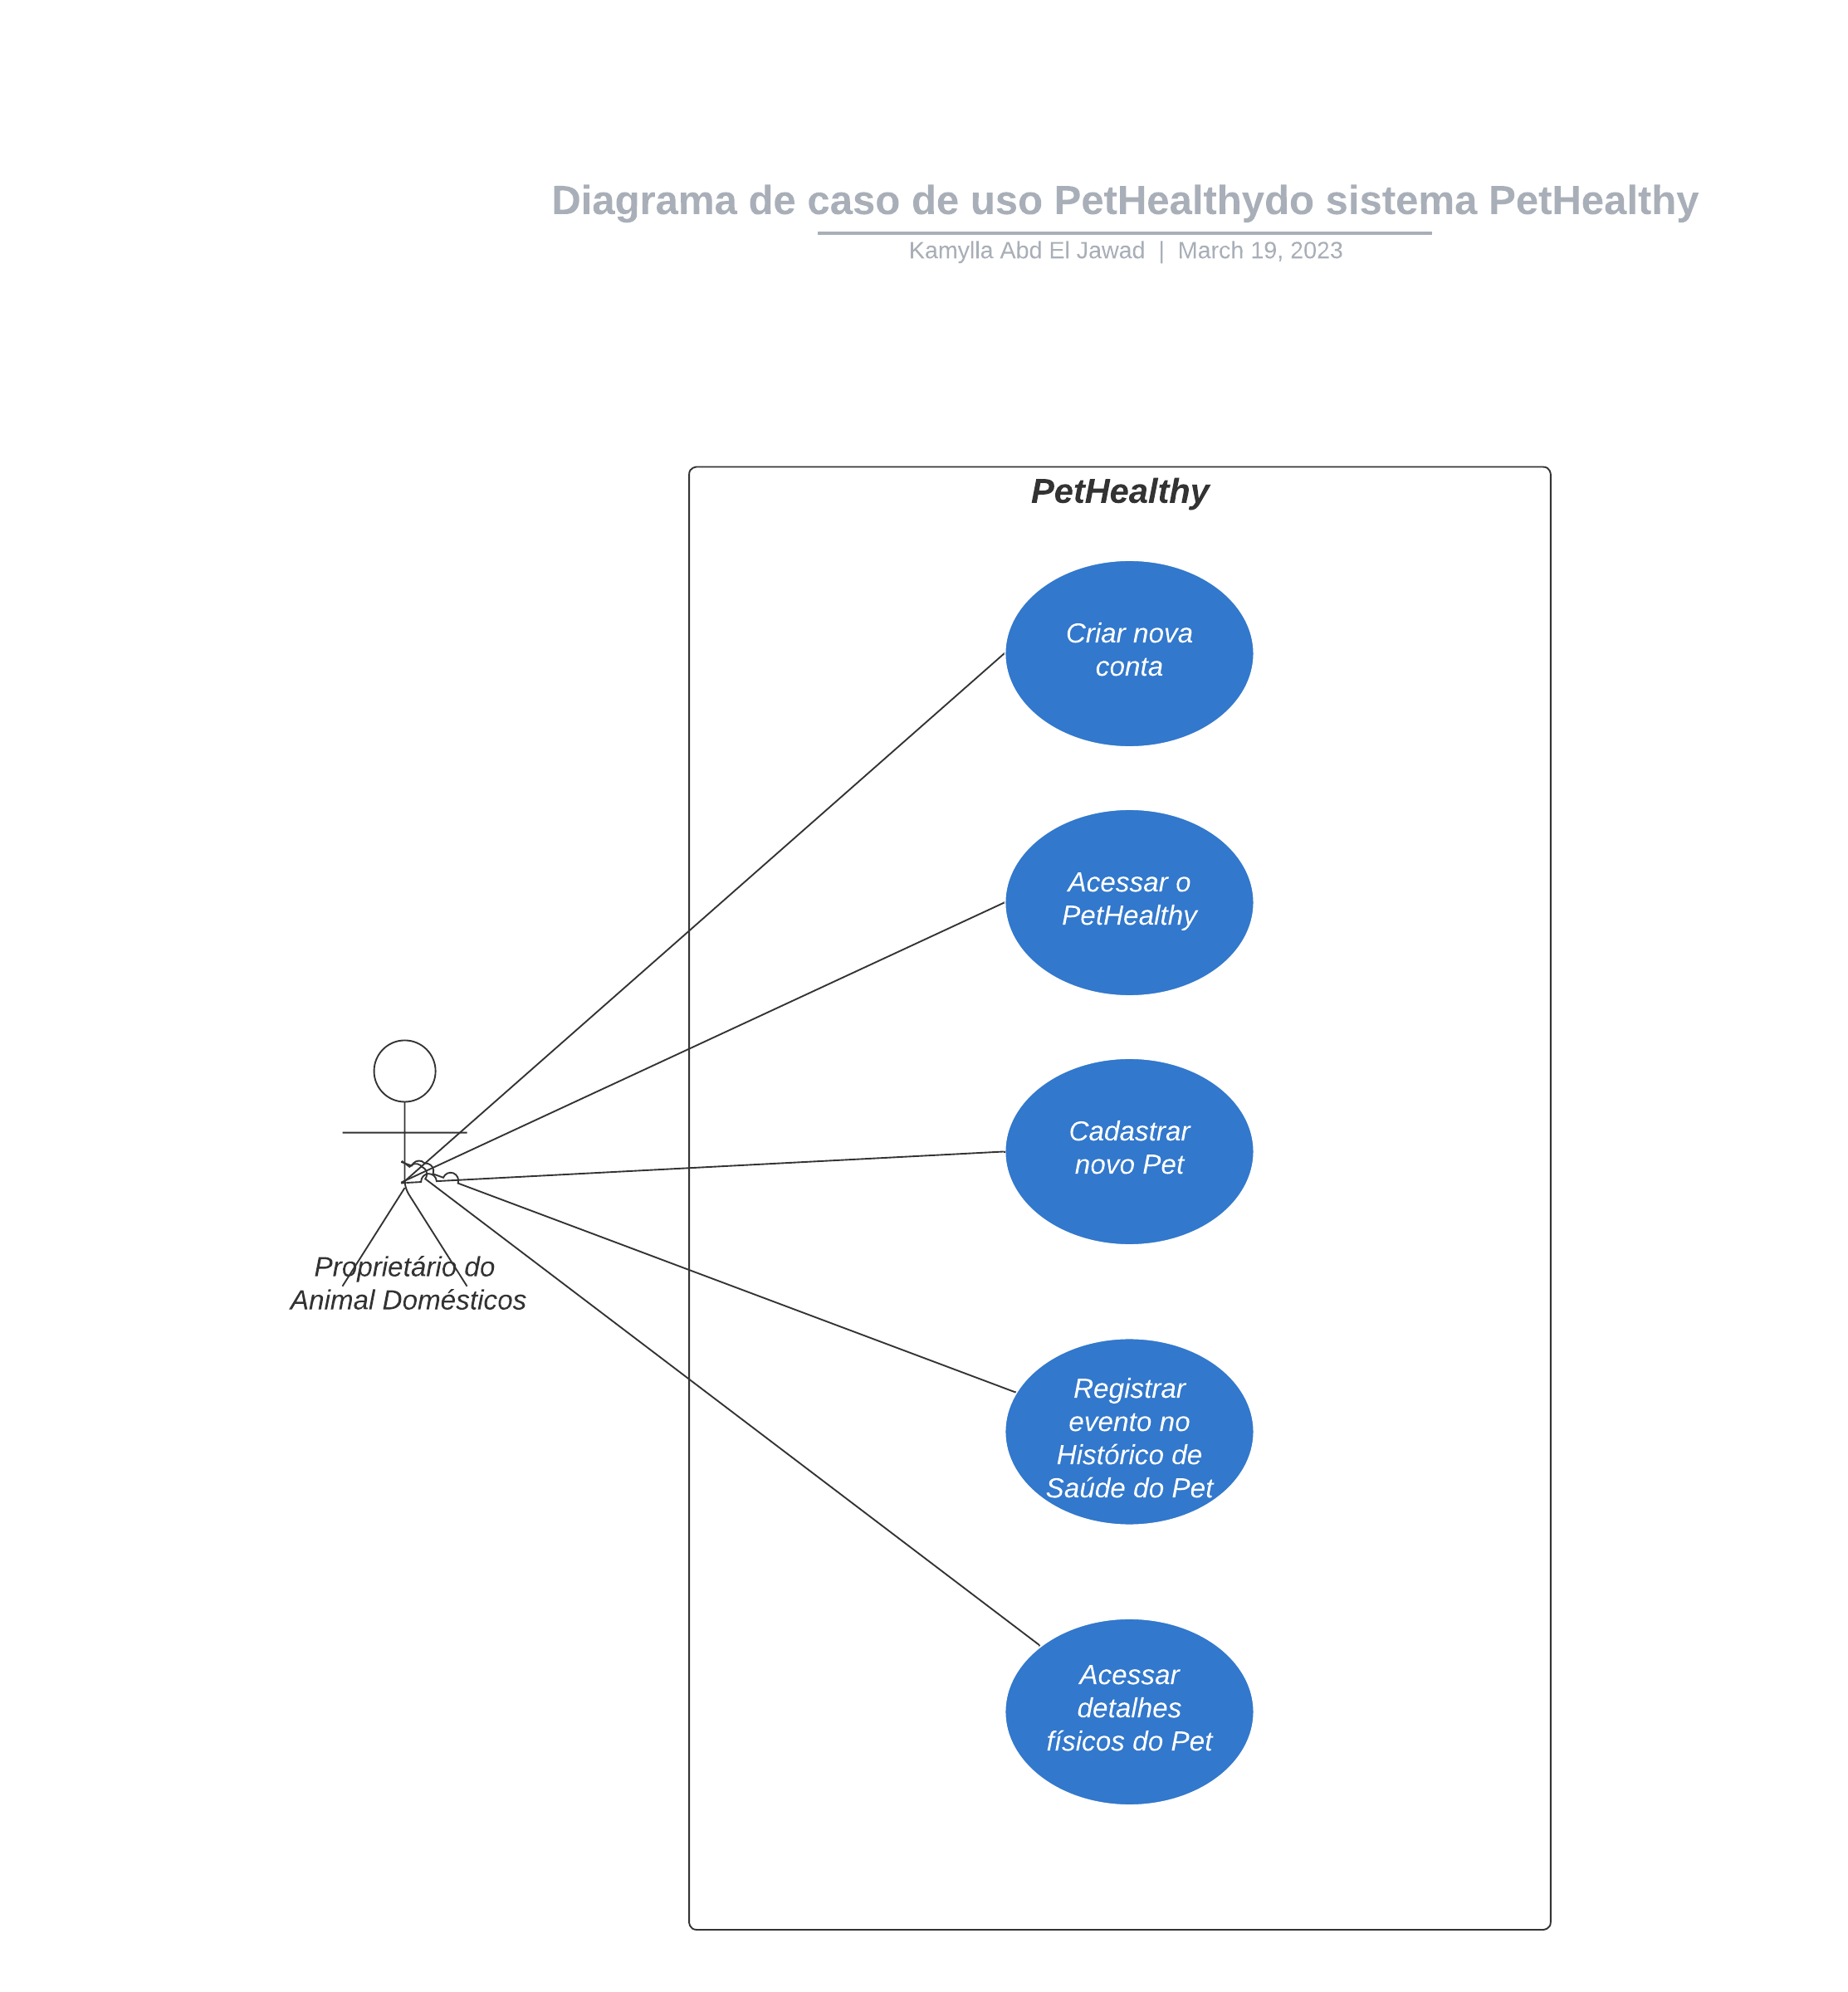 Diagrama de caso de uso PetHealthydo sistema PetHealthy
Kamylla Abd El Jawad | March 19, 2023
PetHealthy
Criar nova
conta
Acessar o
PetHealthy
Cadastrar
novo Pet
Proprietário do
Animal Domésticos
Registrar
evento no
Histórico de
Saúde do Pet
Acessar
detalhes
físicos do Pet